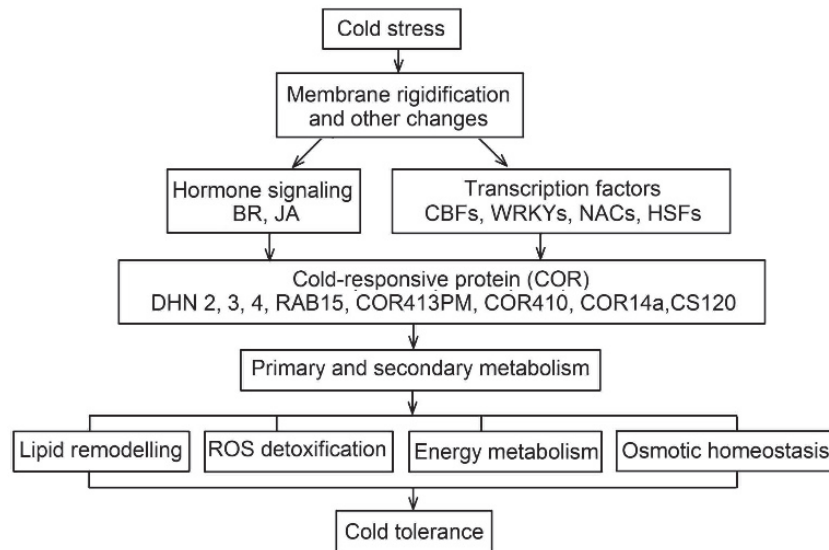 Cold stress
Membrane rigidification
and other changes
Hormone signaling
BR, JA
Transcription factors
CBFs, WRKYs, NACs, HSFs
Cold-responsive protein (COR)
DHN 2, 3, 4, RAB15, COR413PM, COR410, COR14a,CS120
Primary and secondary metabolism
Lipid remodelling
ROS detoxification
Energy metabolism
Osmotic homeostasis
Cold tolerance